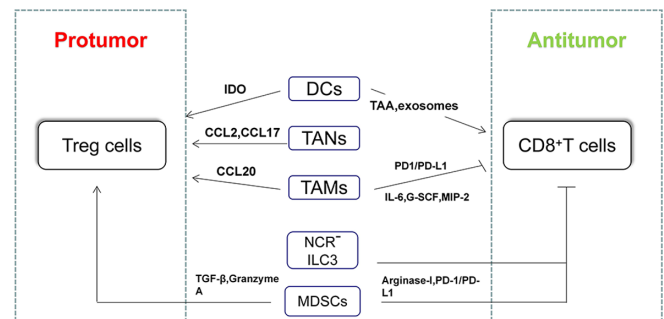 Protumor
Antitumor
IDO
DCs
TAA,exosomes
Treg cells
CCL2,CCL17
TANs
CD8⁺T cells
CCL20
TAMs
PD1/PD-L1
IL-6,G-SCF,MIP-2
NCR⁻
ILC3
TGF-β,Granzyme
A
MDSCs
Arginase-I,PD-1/PD-
L1